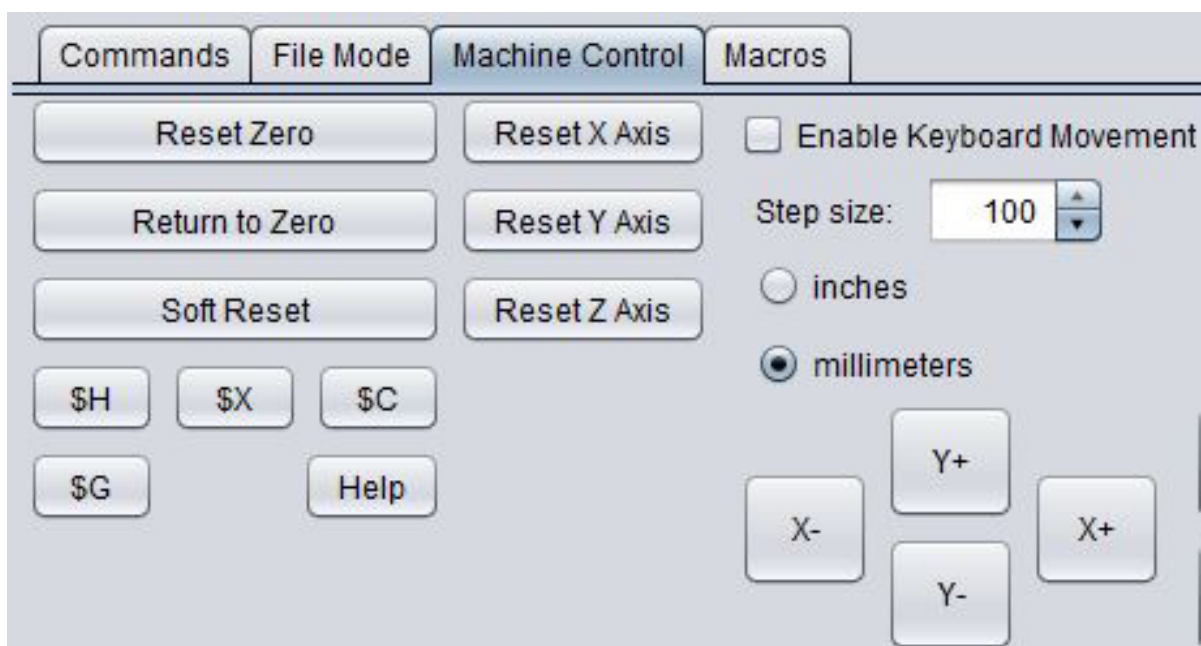 Commands File Mode Machine Control Macros
Reset Zero Reset X Axis Enable Keyboard Movement
Return to Zero Reset Y Axis Step size: 100
Soft Reset Reset Z Axis inches
millimeters
$H $X $C
Y+
$G Help
X- X+
Y-